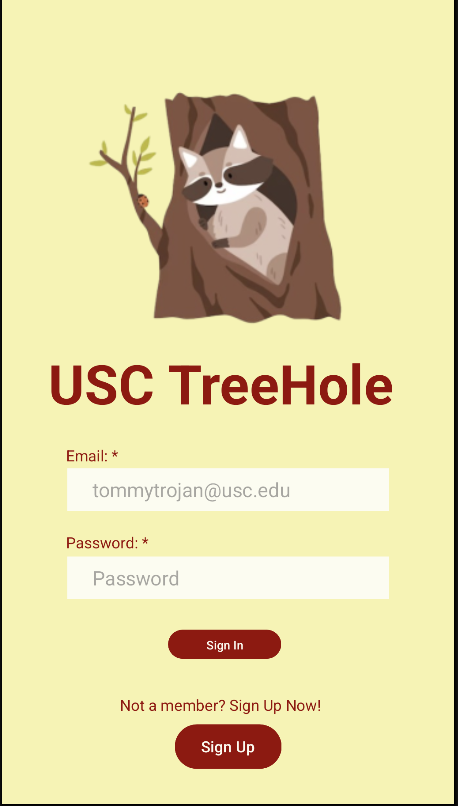 USC TreeHole
Email: *
tommytrojan@usc.edu
Password: *
Password
Sign In
Not a member? Sign Up Now!
Sign Up